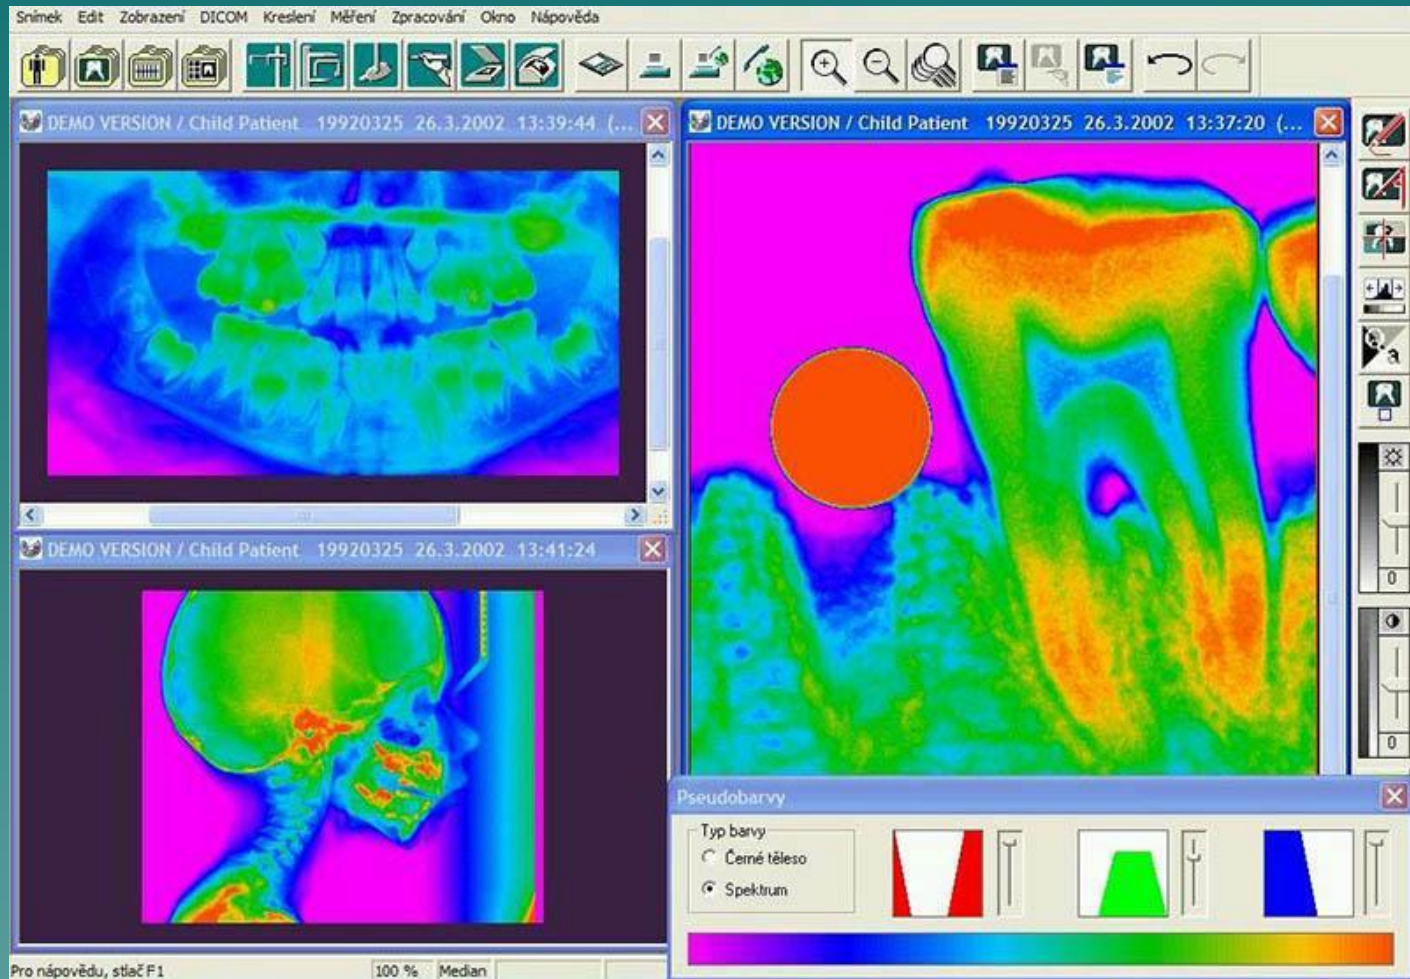 Snímek Edit Zobrazení DICOM Kreslení Měření Zpracování Okno Nápověda
DEMO VERSION / Child Patient 19920325 26.3.2002 13:39:44 (...
DEMO VERSION / Child Patient 19920325 26.3.2002 13:37:20 (...
a
0
0
DEMO VERSION / Child Patient 19920325 26.3.2002 13:41:24
Pseudobarvy
Typ barvy
Černé těleso
Spektrum
Pro nápovědu, stlač F1 100 % Median